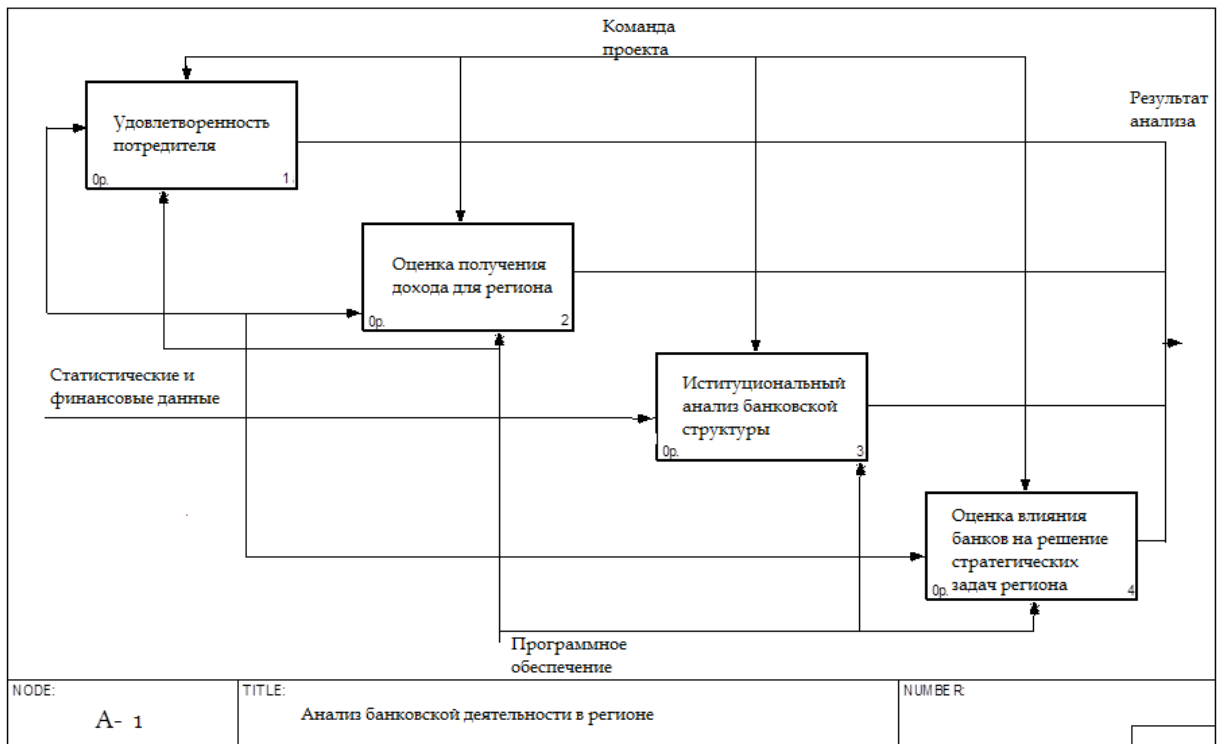 Команда
проекта
Результат
анализа
Удовлетворенность
потредителя
0р. 1
Оценка получения
дохода для региона
0р. 2
Статистические и
финансовые данные
Иституциональный
анализ банковской
структуры
0р. 3
Оценка влияния
банков на решение
стратегических
задач региона
0р. 4
Программное
обеспечение
NODE:
А- 1
TITLE:
Анализ банковской деятельности в регионе
NUMBER: